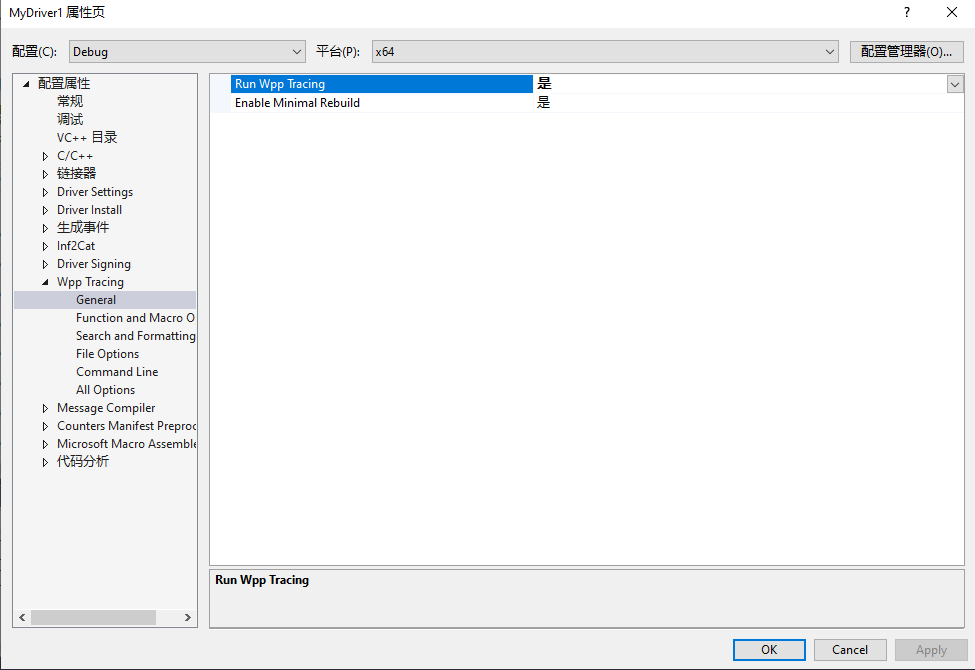 MyDriver1 属性页
配置(C): Debug 平台(P): x64 配置管理器(O)...
配置属性
常规
调试
VC++ 目录
C/C++
链接器
Driver Settings
Driver Install
生成事件
Inf2Cat
Driver Signing
Wpp Tracing
General
Function and Macro O
Search and Formatting
File Options
Command Line
All Options
Message Compiler
Counters Manifest Preproc
Microsoft Macro Assemble
代码分析
Run Wpp Tracing 是
Enable Minimal Rebuild 是
Run Wpp Tracing
OK Cancel Apply